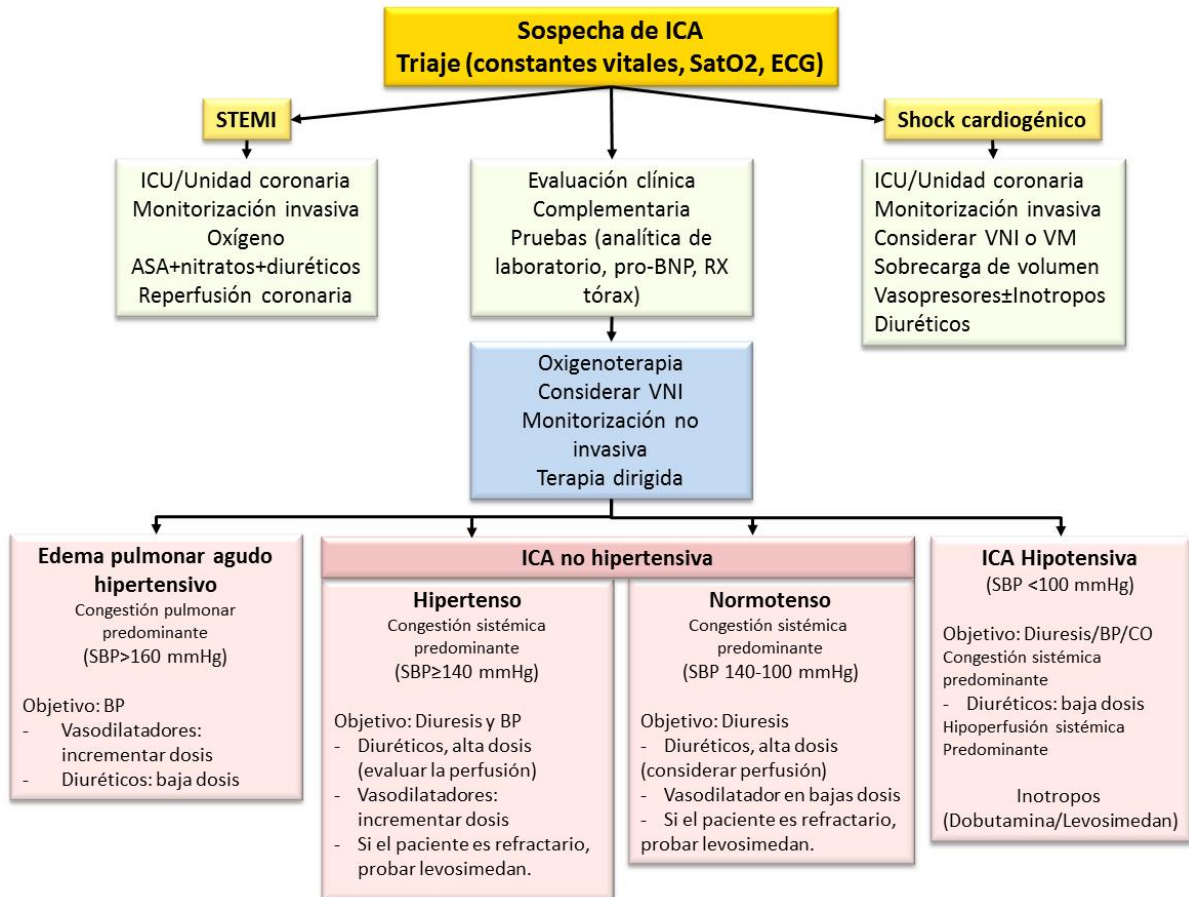 Sospecha de ICA
Triaje (constantes vitales, SatO2, ECG)
STEMI
ICU/Unidad coronaria
Monitorización invasiva
Oxígeno
ASA+nitratos+diuréticos
Reperfusión coronaria
Evaluación clínica
Complementaria
Pruebas (analítica de
laboratorio, pro-BNP, RX
tórax)
Shock cardiogénico
ICU/Unidad coronaria
Monitorización invasiva
Considerar VNI o VM
Sobrecarga de volumen
Vasopresores±Inotropos
Diuréticos
Oxigenoterapia
Considerar VNI
Monitorización no
invasiva
Terapia dirigida
Edema pulmonar agudo
hipertensivo
Congestión pulmonar
predominante
(SBP>160 mmHg)
Objetivo: BP
- Vasodilatadores:
incrementar dosis
- Diuréticos: baja dosis
ICA no hipertensiva
Hipertenso
Congestión sistémica
predominante
(SBP≥140 mmHg)
Objetivo: Diuresis y BP
- Diuréticos, alta dosis
(evaluar la perfusión)
- Vasodilatadores:
incrementar dosis
- Si el paciente es refractario,
probar levosimedan.
Normotenso
Congestión sistémica
predominante
(SBP 140-100 mmHg)
Objetivo: Diuresis
- Diuréticos, alta dosis
(considerar perfusión)
- Vasodilatador en bajas dosis
- Si el paciente es refractario,
probar levosimedan.
ICA Hipotensiva
(SBP <100 mmHg)
Objetivo: Diuresis/BP/CO
Congestión sistémica
predominante
- Diuréticos: baja dosis
Hipoperfusión sistémica
Predominante
Inotropos
(Dobutamina/Levosimedan)